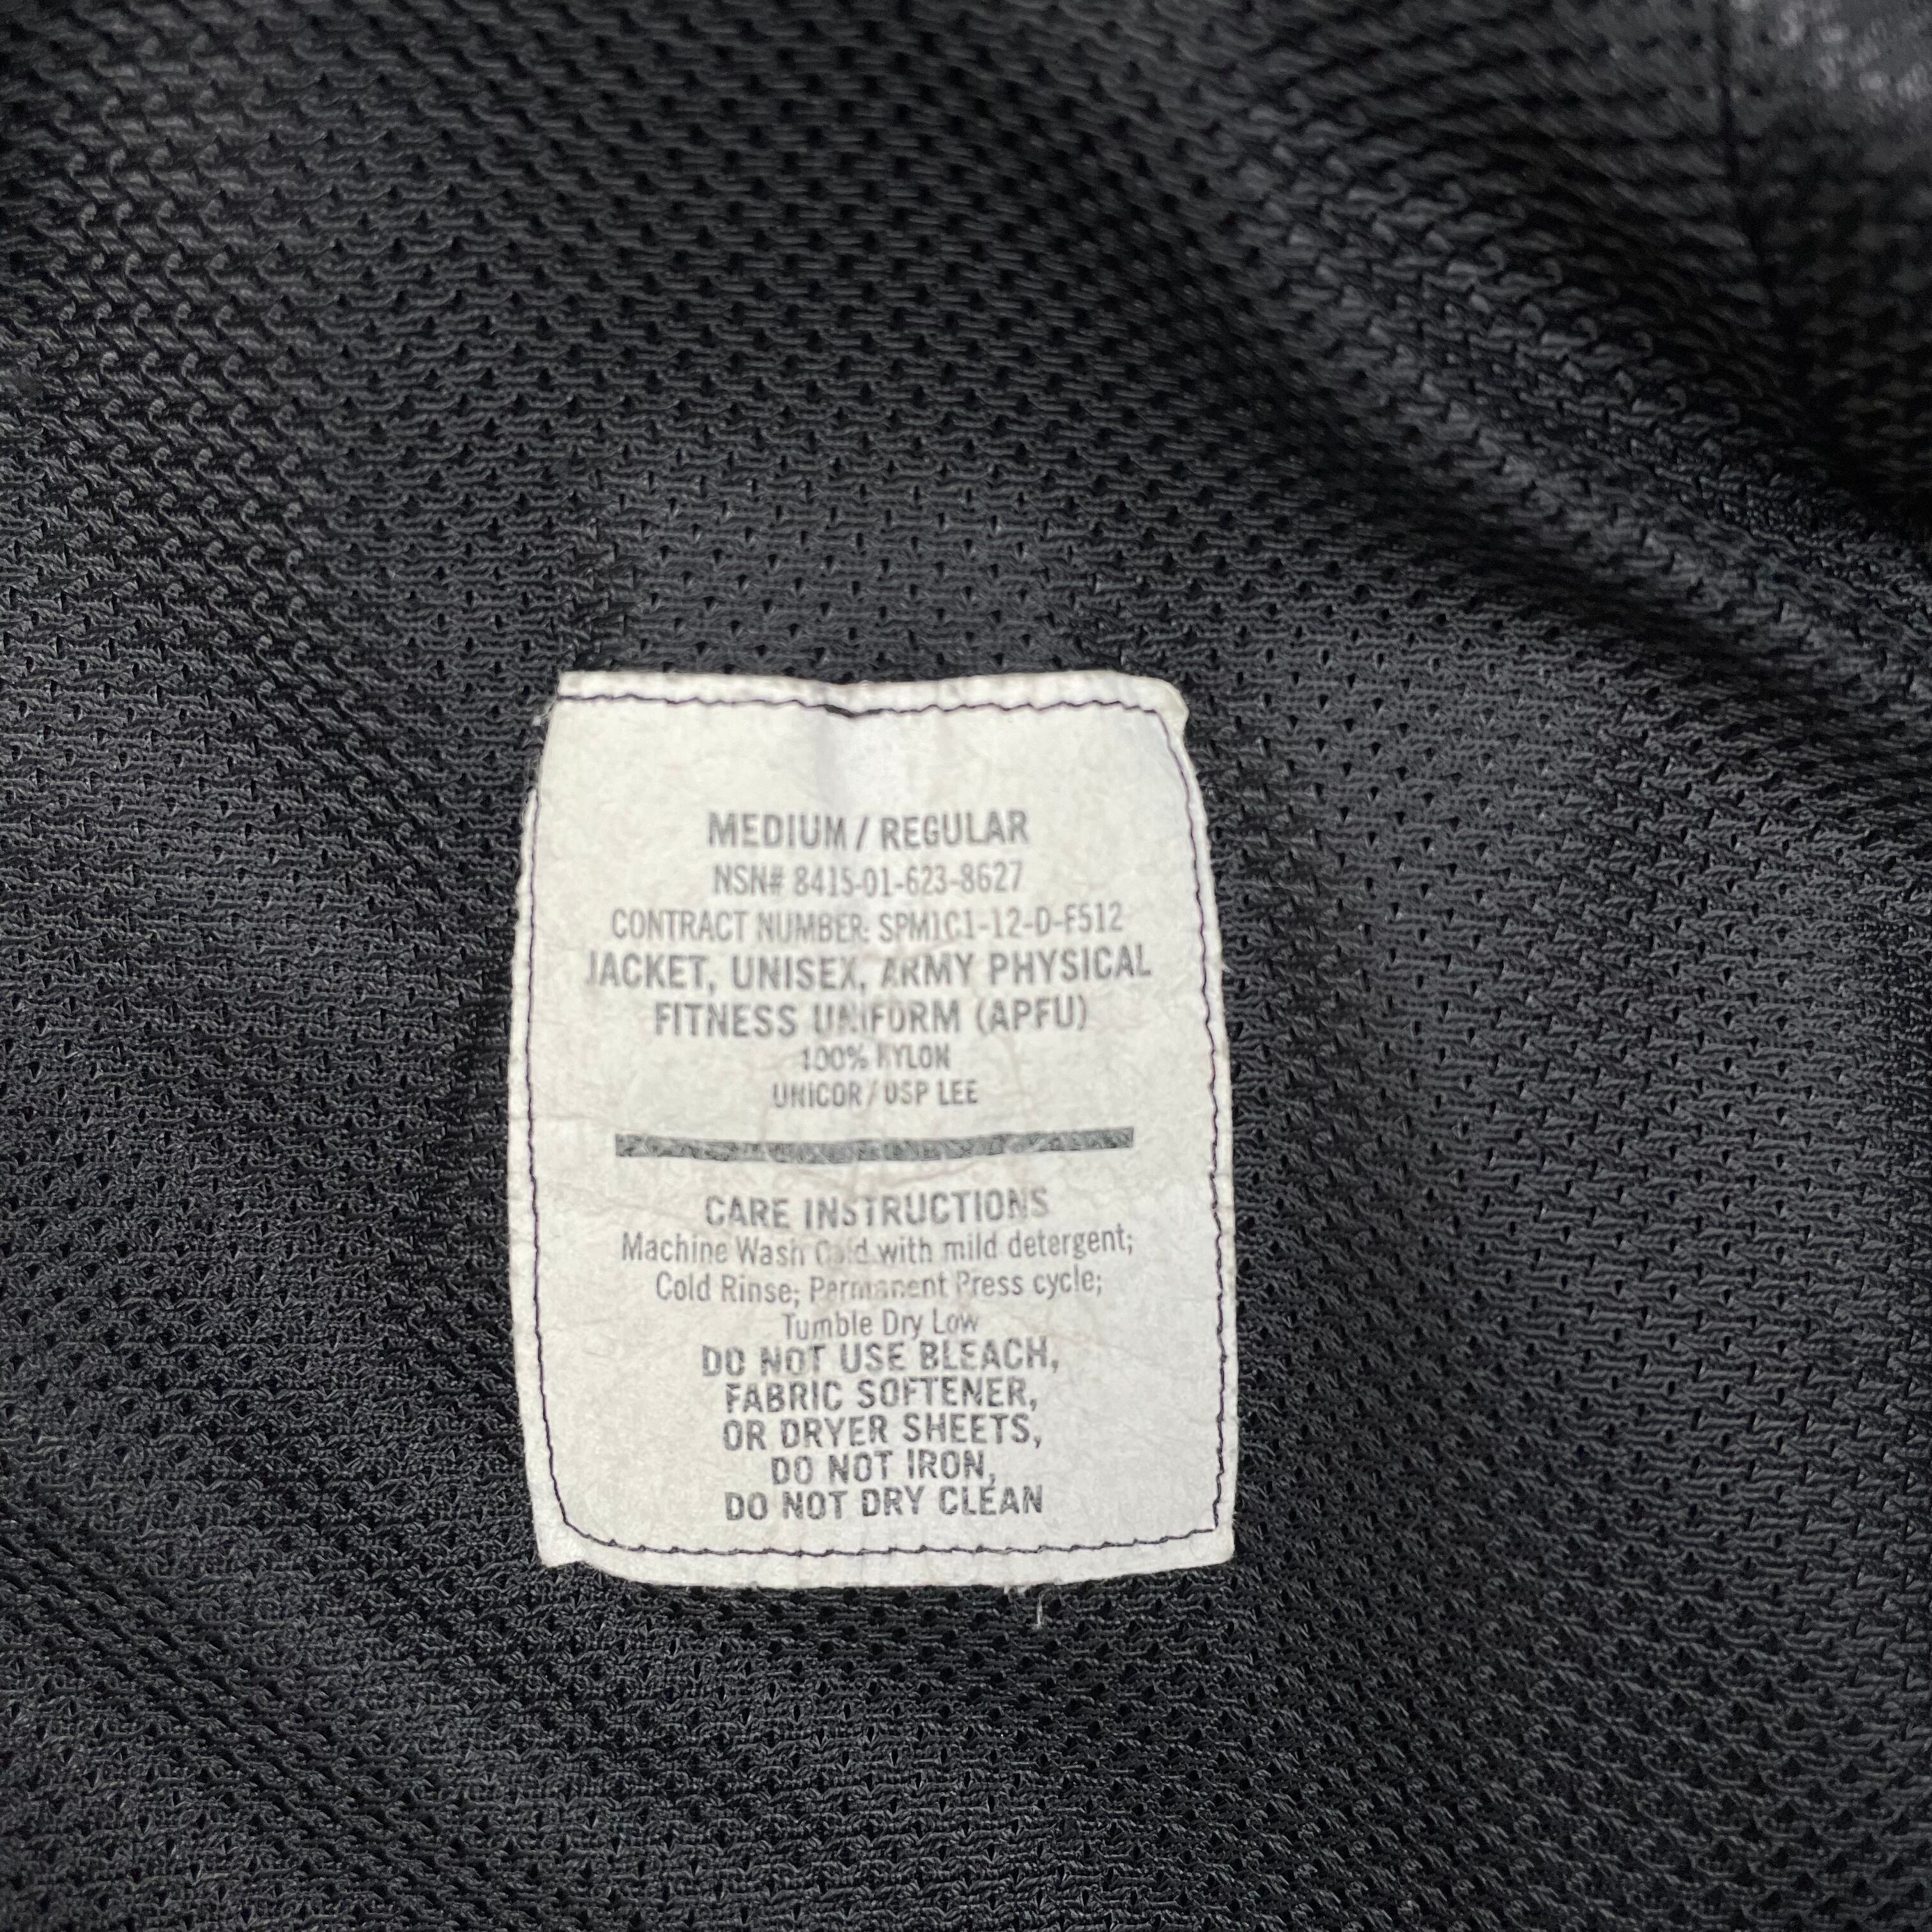 MEDIUM / REGULAR
NSN# 8415-01-623-8627
CONTRACT NUMBER: SPM1C1-12-D-F512
JACKET, UNISEX, ARMY PHYSICAL
FITNESS UNIFORM (APFU)
100% NYLON
UNICOR / USP LEE
CARE INSTRUCTIONS
Machine Wash Cold with mild detergent;
Cold Rinse; Permanent Press cycle;
Tumble Dry Low
DO NOT USE BLEACH,
FABRIC SOFTENER,
OR DRYER SHEETS,
DO NOT IRON,
DO NOT DRY CLEAN